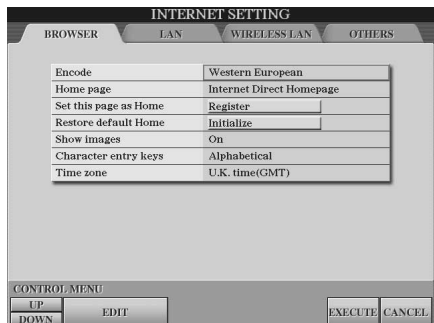 INTERNET SETTING
BROWSER LAN WIRELESS LAN OTHERS
Encode Western European
Home page Internet Direct Homepage
Set this page as Home Register
Restore default Home Initialize
Show images On
Character entry keys Alphabetical
Time zone U.K. time(GMT)
CONTROL MENU
UP
DOWN
EDIT
EXECUTE
CANCEL